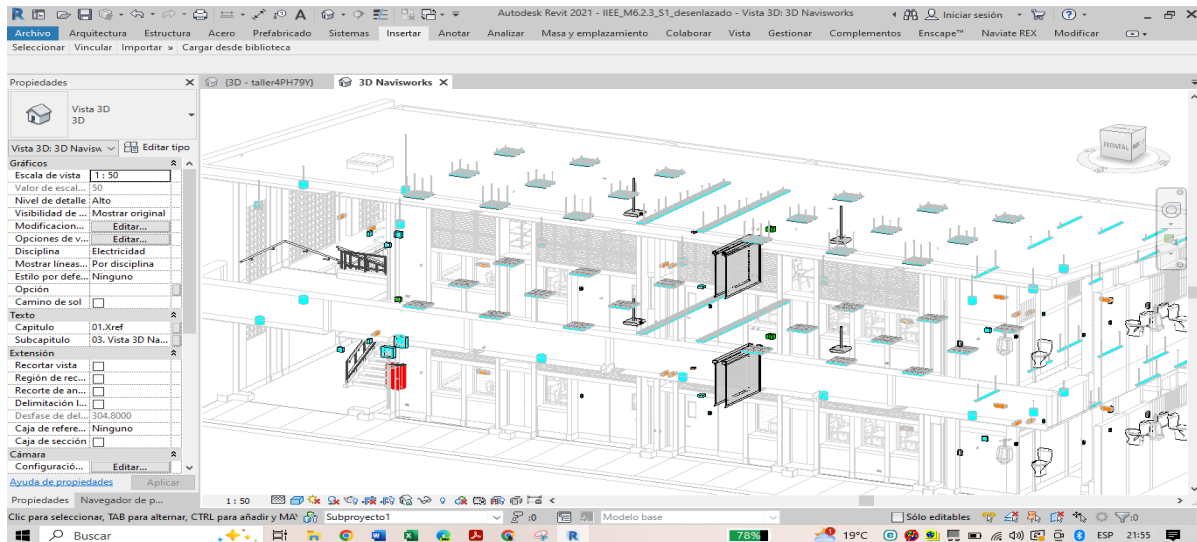 Autodesk Revit 2021 - IIEE_M6.2.3_S1_desenlazado - Vista 3D: 3D Navisworks
Iniciar sesión
Archivo Arquitectura Estructura Acero Prefabricado Sistemas Insertar Anotar Analizar Masa y emplazamiento Colaborar Vista Gestionar Complementos Enscape™ Naviate REX Modificar
Seleccionar Vincular Importar Cargar desde biblioteca
Propiedades
{3D - taller4PH79Y} 3D Navisworks
Vista 3D
3D
Vista 3D: 3D Navisw Editar tipo
Gráficos
Escala de vista 1 : 50
Valor de escal... 50
Nivel de detalle Alto
Visibilidad de ... Mostrar original
Modificacion... Editar...
Opciones de v... Editar...
Disciplina Electricidad
Mostrar líneas... Por disciplina
Estilo por defe... Ninguno
Opción
Camino de sol
Texto
Capitulo 01.Xref
Subcapitulo 03. Vista 3D Na...
Extensión
Recortar vista
Región de rec...
Recorte de an...
Delimitación l...
Desfase de del... 304.8000
Caja de refere... Ninguno
Caja de sección
Cámara
Configuració... Editar...
Ayuda de propiedades Aplicar
Propiedades Navegador de p...
FRONTAL
1 : 50
Clic para seleccionar, TAB para alternar, CTRL para añadir y MAY Subproyecto1 :0 Modelo base Sólo editables :0
Buscar 78% 19°C ESP 21:55